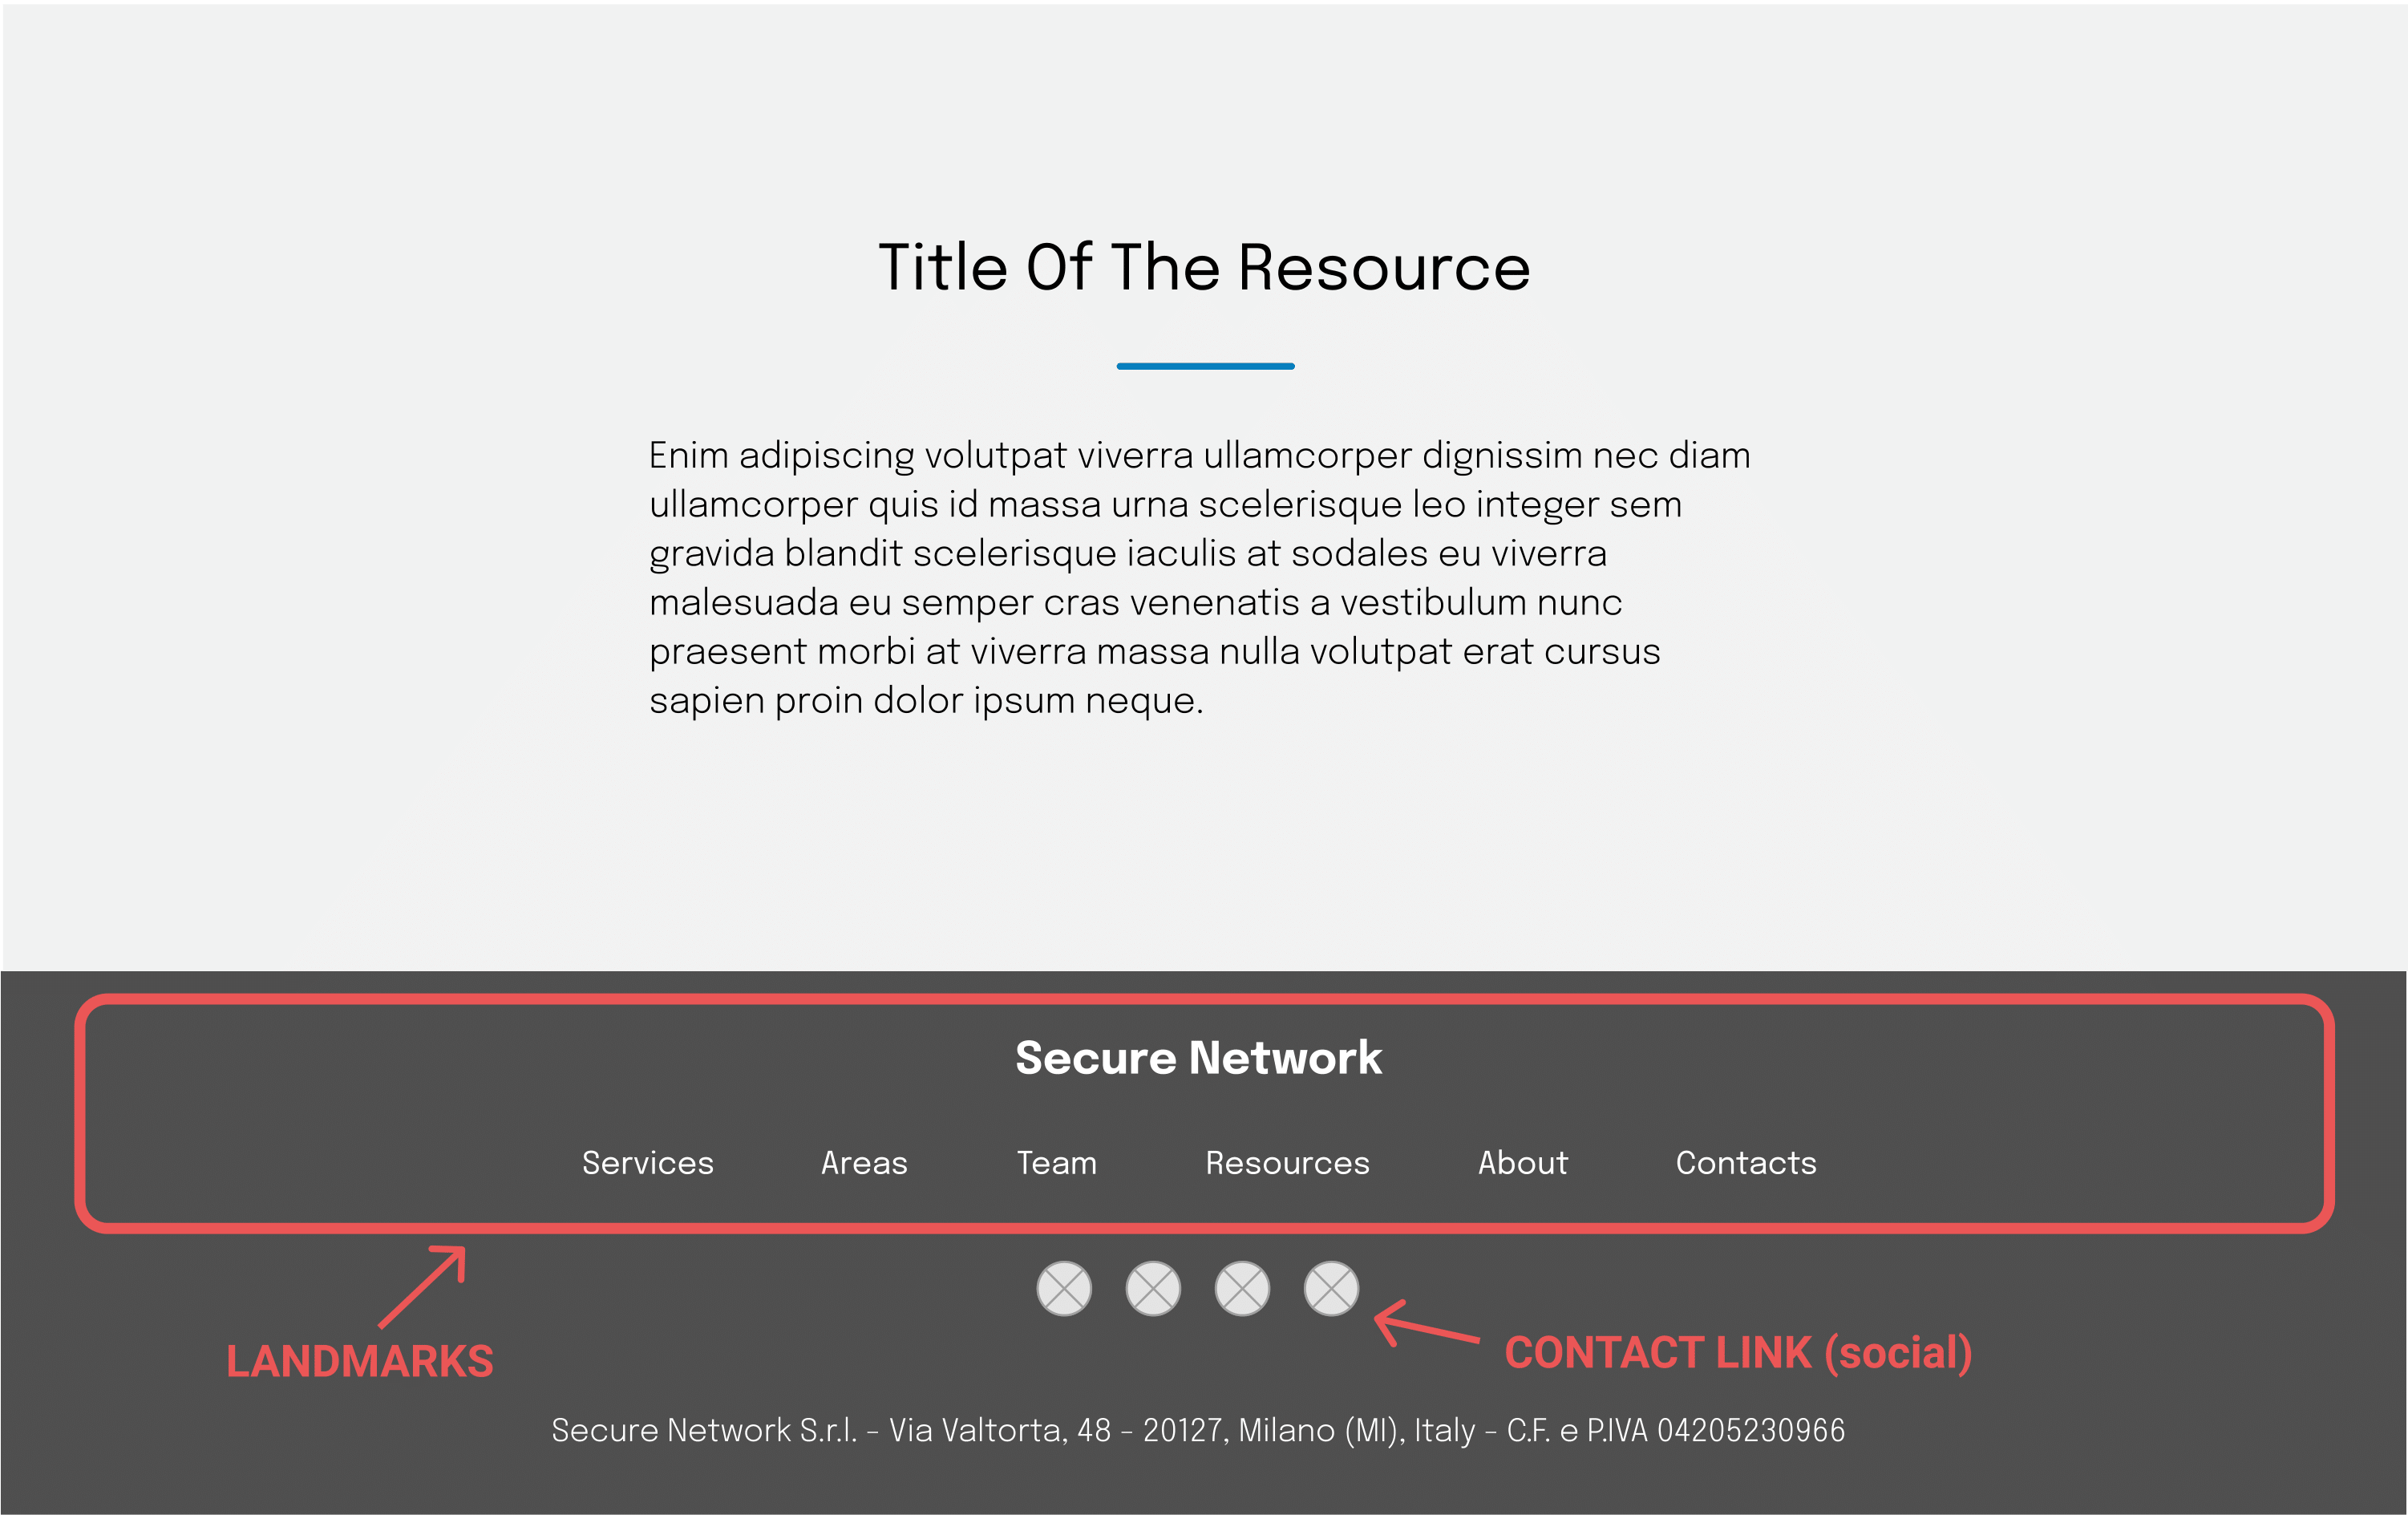 Title Of The Resource
Enim adipiscing volutpat viverra ullamcorper dignissim nec diam
ullamcorper quis id massa urna scelerisque leo integer sem
gravida blandit scelerisque iaculis at sodales eu viverra
malesuada eu semper cras venenatis a vestibulum nunc
praesent morbi at viverra massa nulla volutpat erat cursus
sapien proin dolor ipsum neque.
Secure Network
Services Areas Team Resources About Contacts
LANDMARKS
CONTACT LINK (social)
Secure Network S.r.l. – Via Valtorta, 48 – 20127, Milano (MI), Italy – C.F. e P.IVA 04205230966